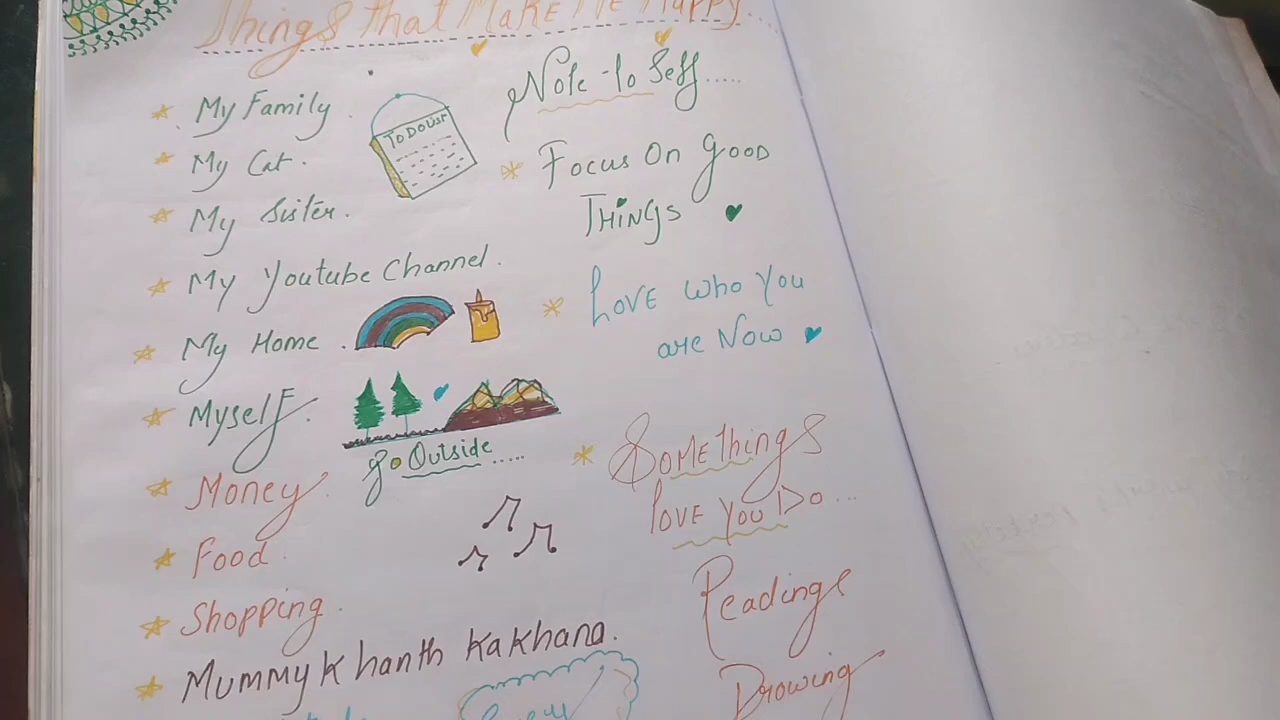 Things that Make Me Happy...
My Family.
My Cat.
My Sister.
My Youtube Channel.
My Home.
Myself.
Money.
Food.
Shopping.
Mummy K hanth Ka Khana.
TO DO LIST
Go Outside.....
Note - to Self.....
Focus On Good
Things
Love Who You
are Now
Somethings
love you Do...
Reading
Drowing